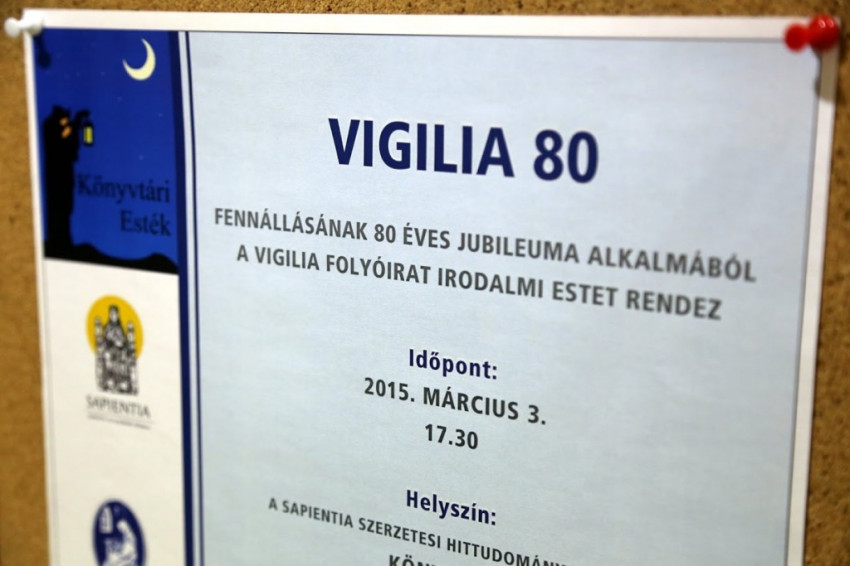 Könyvtári
Esték
SAPIENTIA
VIGILIA 80
FENNÁLLÁSÁNAK 80 ÉVES JUBILEUMA ALKALMÁBÓL
A VIGILIA FOLYÓIRAT IRODALMI ESTET RENDEZ
Időpont:
2015. MÁRCIUS 3.
17.30
Helyszín:
A SAPIENTIA SZERZETESI